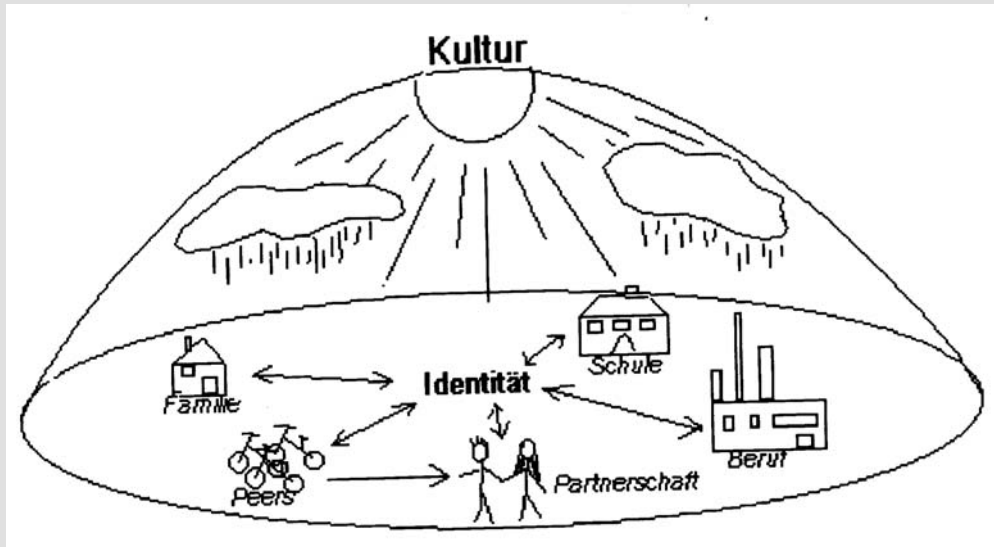 Kultur
Schule
Identität
Familie
Beruf
Partnerschaft
Peers